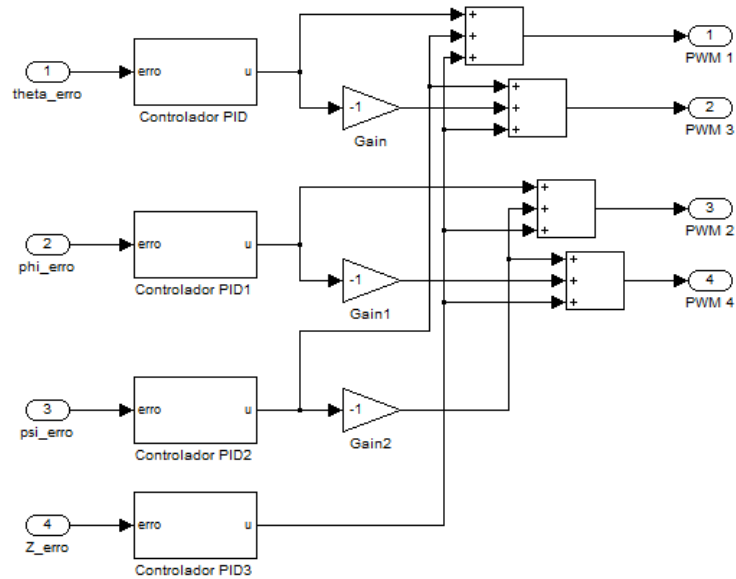 +
+
+
1
PWM 1
1
theta_erro
erro
u
Controlador PID
-1
Gain
+
+
+
2
PWM 3
2
phi_erro
erro
u
Controlador PID1
-1
Gain1
+
+
+
3
PWM 2
+
+
+
4
PWM 4
3
psi_erro
erro
u
Controlador PID2
-1
Gain2
4
Z_erro
erro
u
Controlador PID3